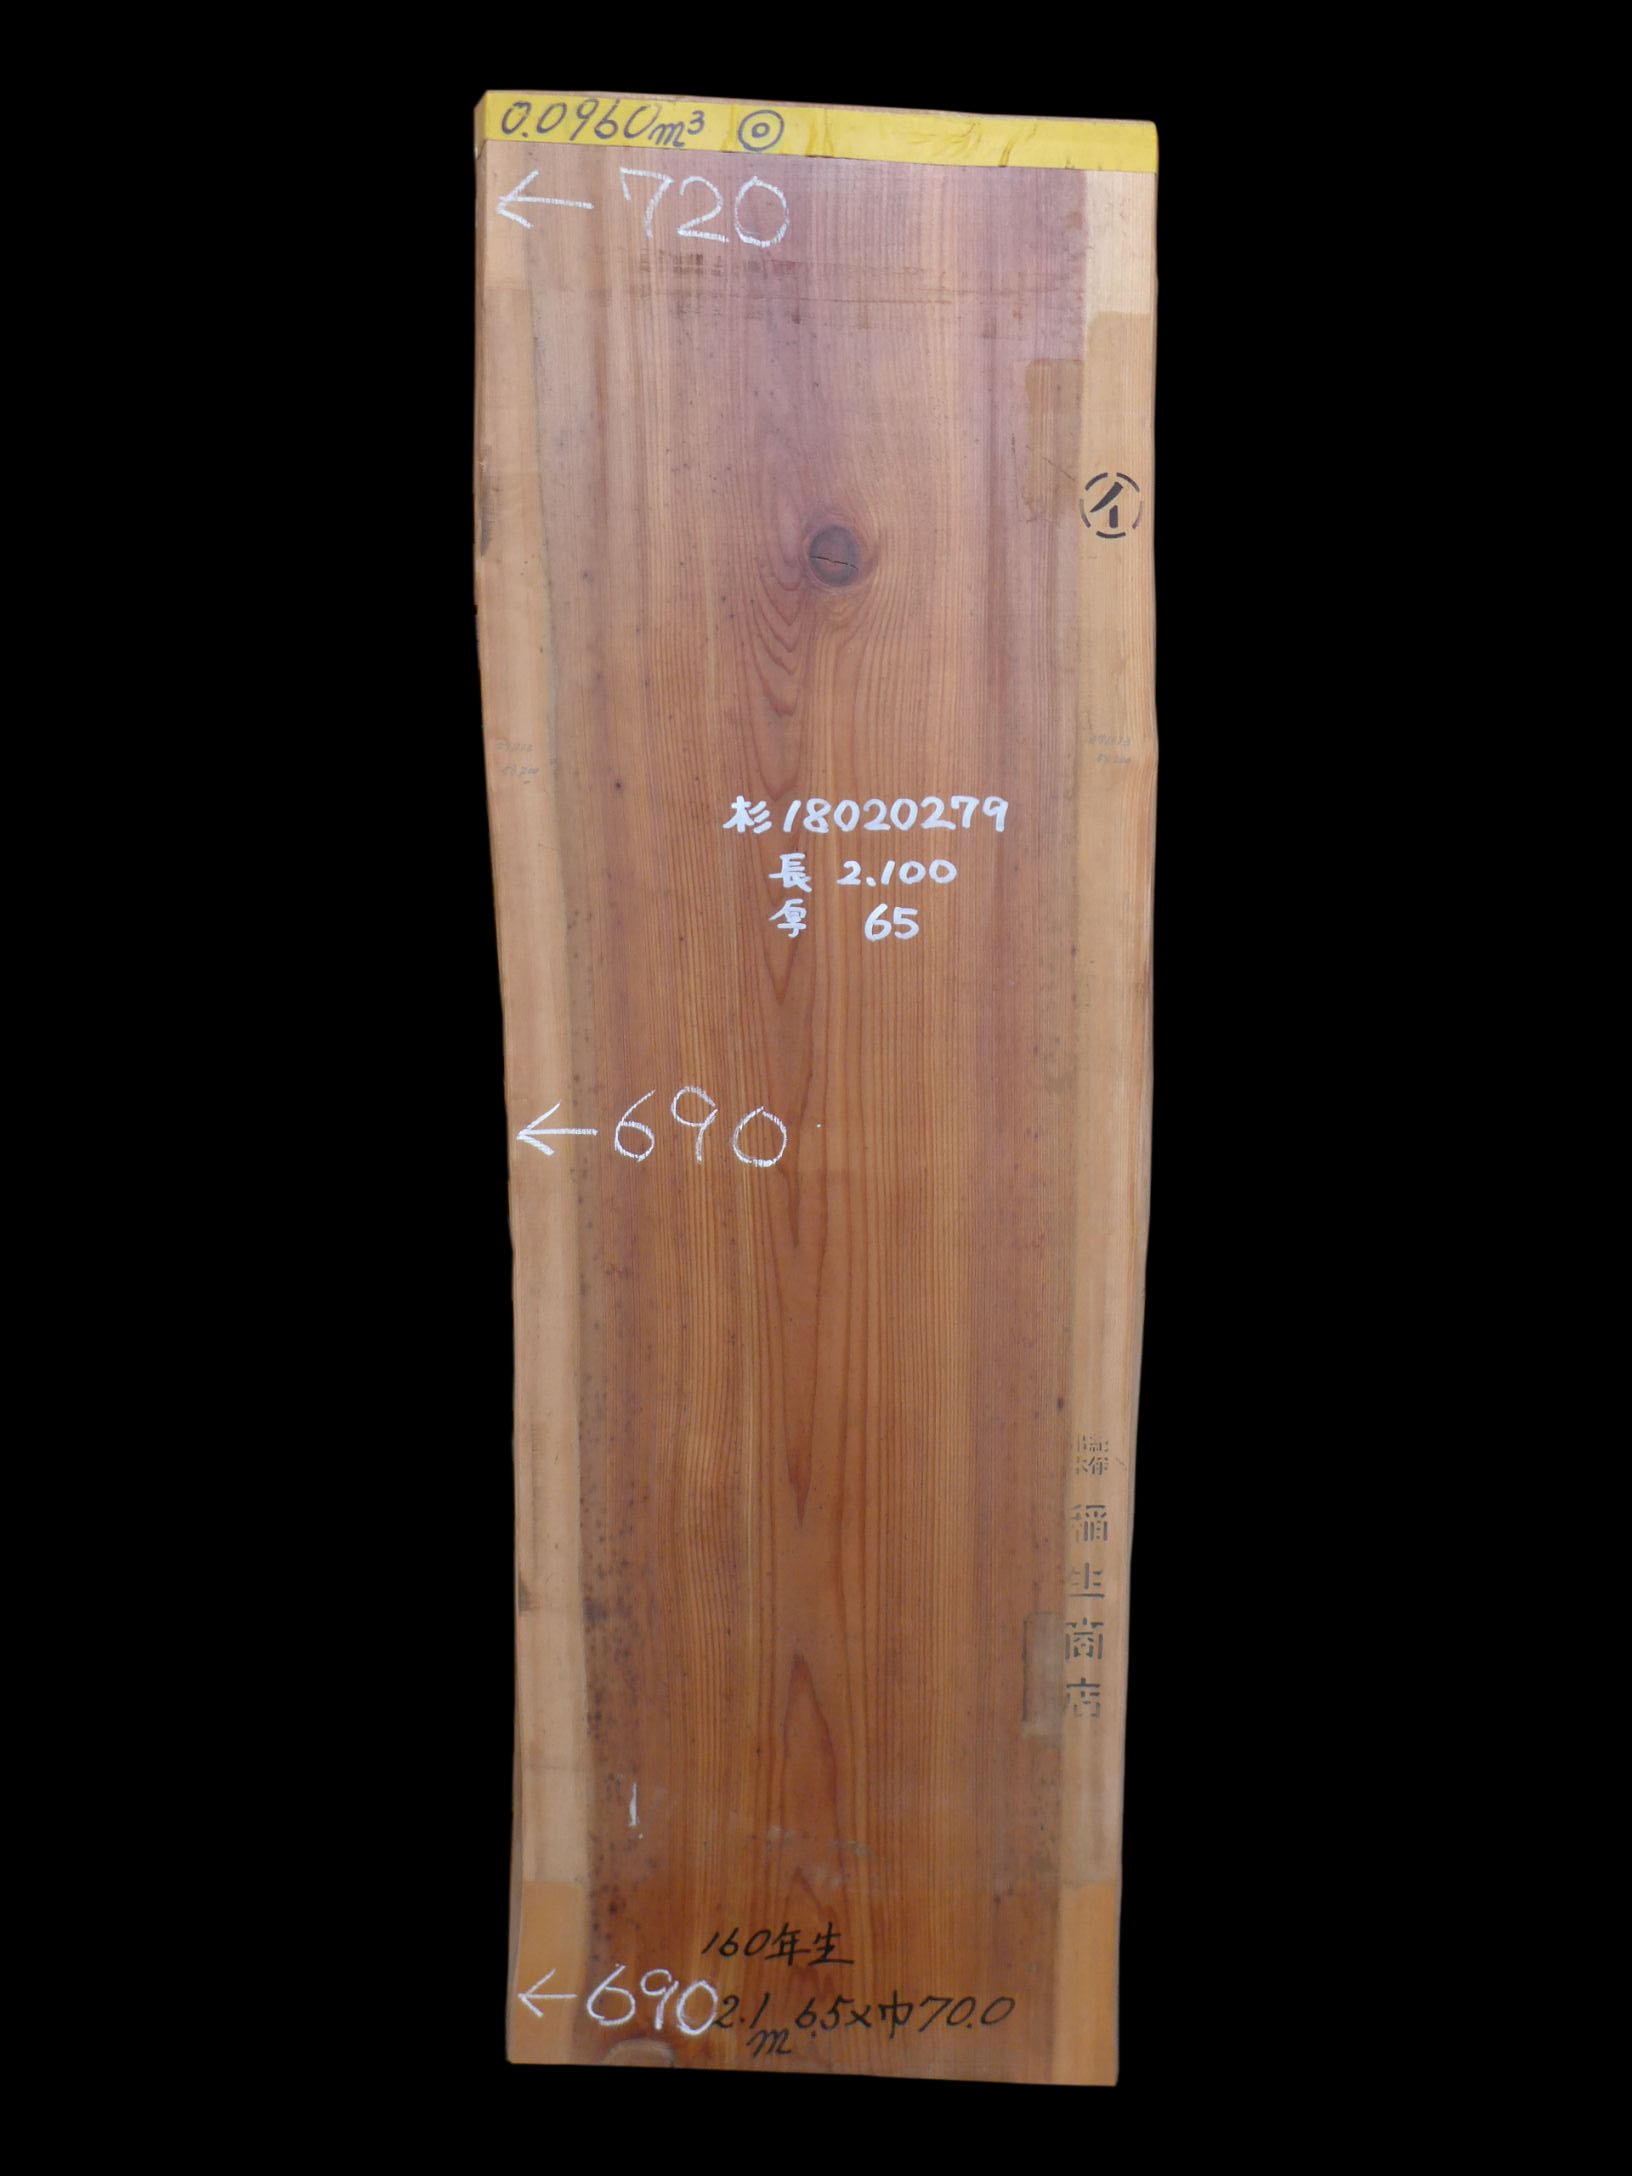 0.0960m³ ◎
←720
イ
杉18020279
長 2.100
厚 65
←690
稲生商店
160年生
←690
2.1m 6.5×巾70.0